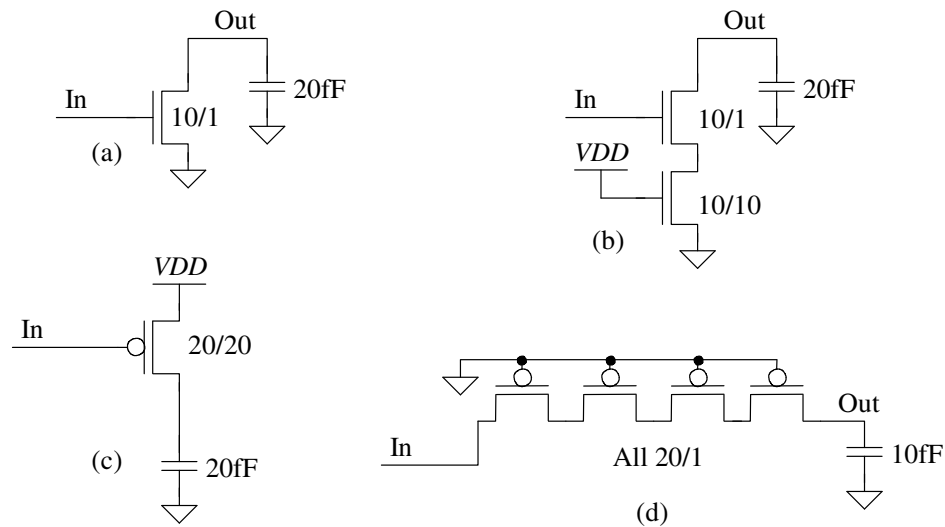 Out
In
10/1
20fF
(a)
Out
In
10/1
20fF
VDD
10/10
(b)
VDD
In
20/20
20fF
(c)
In
All 20/1
Out
10fF
(d)